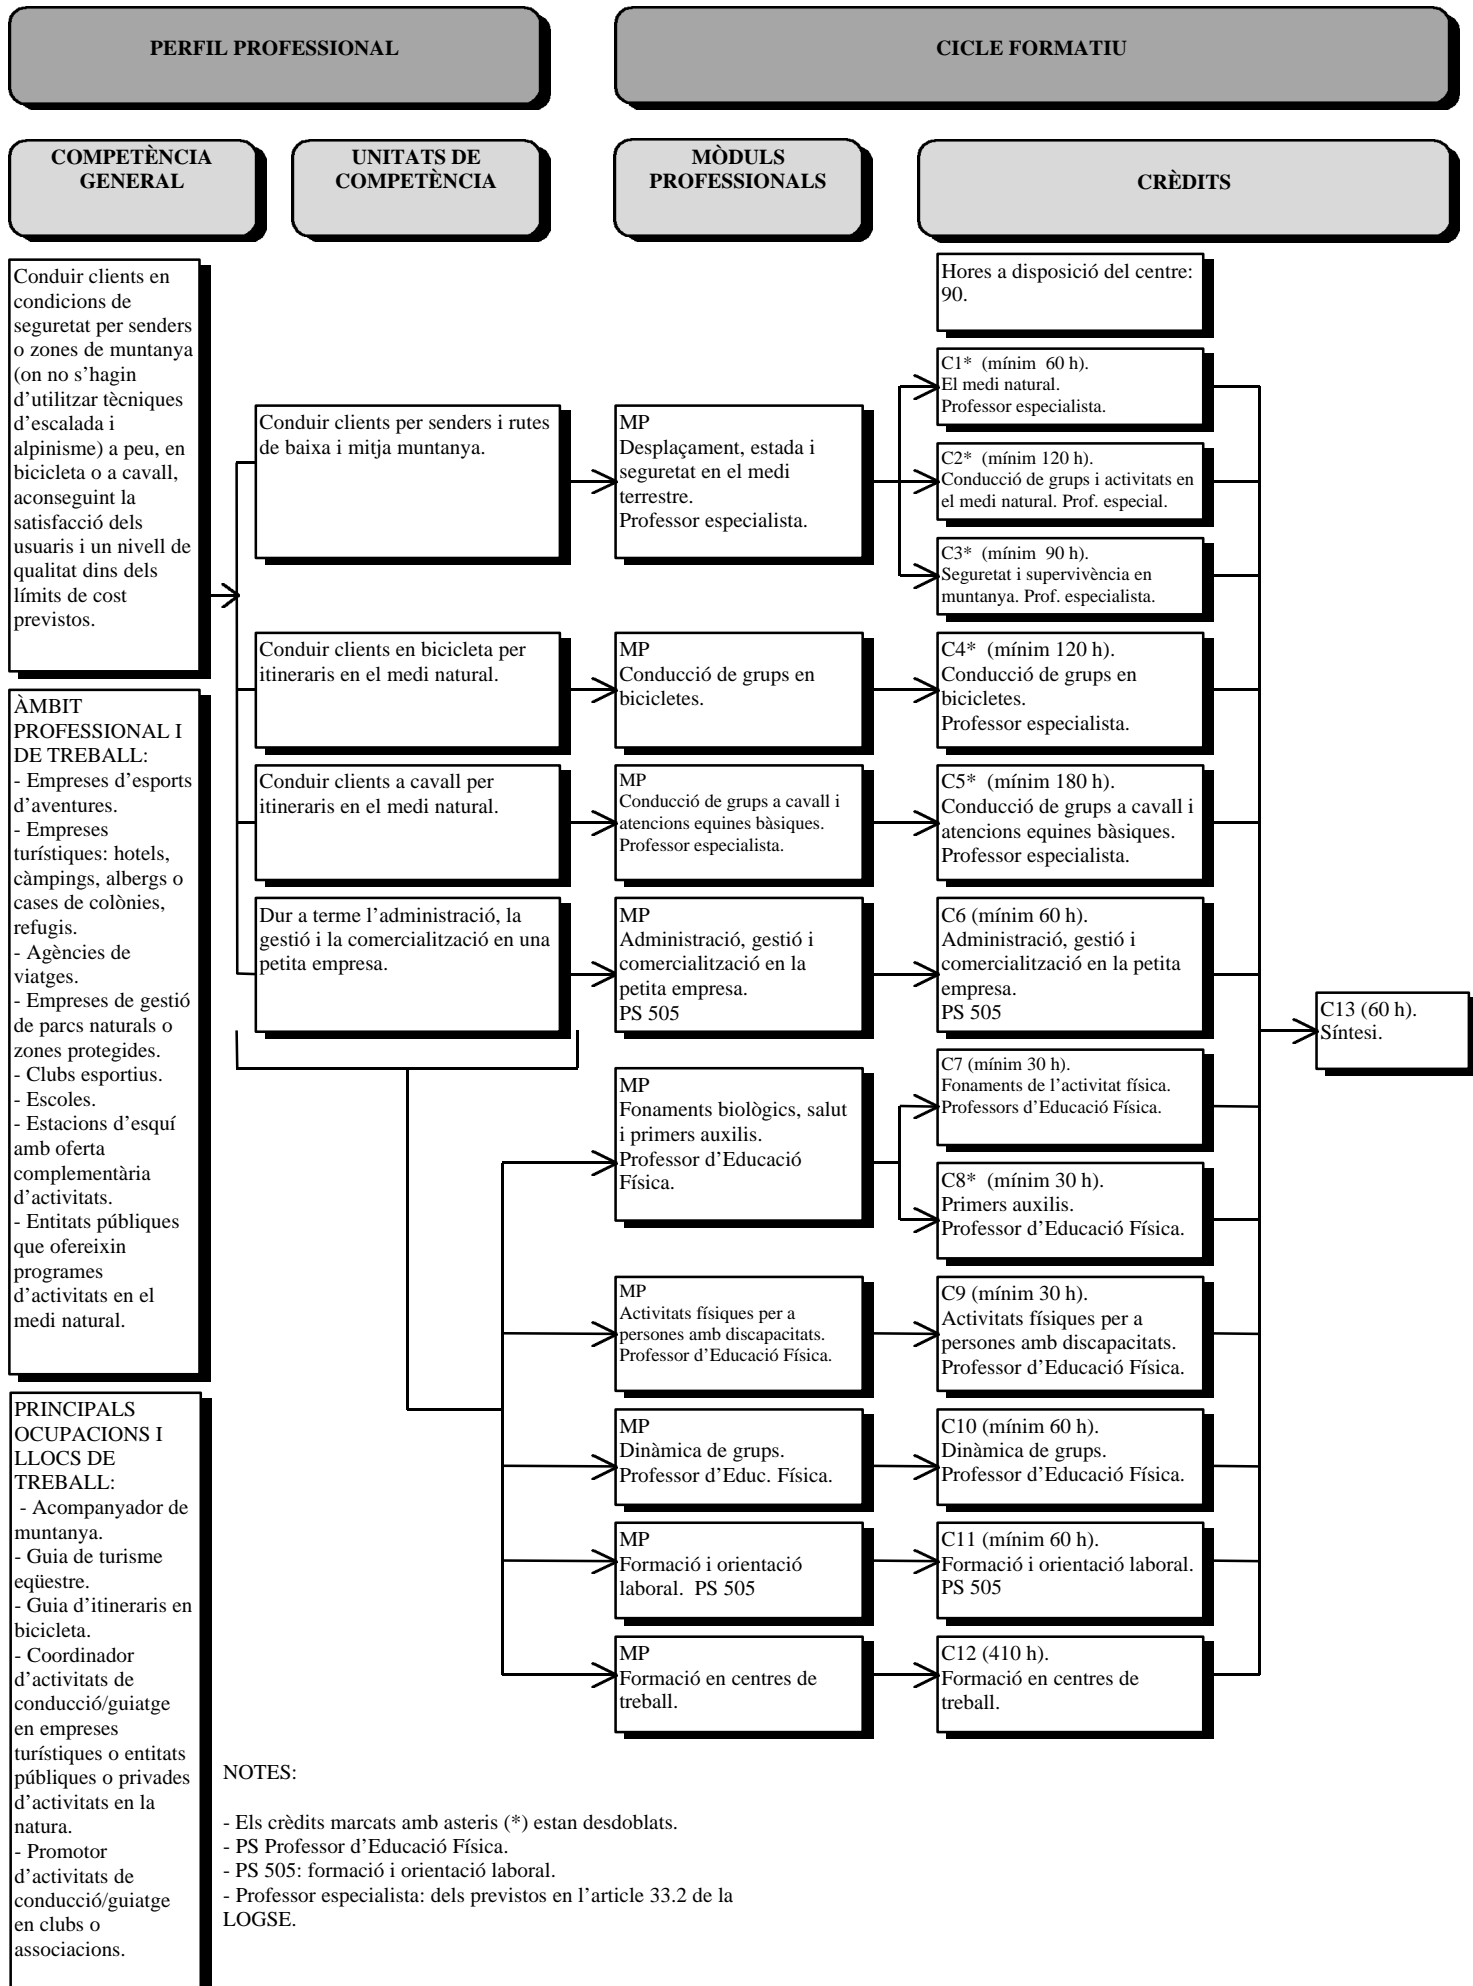 PERFIL PROFESSIONAL
CICLE FORMATIU
COMPETÈNCIA
GENERAL
UNITATS DE
COMPETÈNCIA
MÒDULS
PROFESSIONALS
CRÈDITS
Conduir clients en
condicions de
seguretat per senders
o zones de muntanya
(on no s’hagin
d’utilitzar tècniques
d’escalada i
alpinisme) a peu, en
bicicleta o a cavall,
aconseguint la
satisfacció dels
usuaris i un nivell de
qualitat dins dels
límits de cost
previstos.
ÀMBIT
PROFESSIONAL I
DE TREBALL:
- Empreses d’esports
d’aventures.
- Empreses
turístiques: hotels,
càmpings, albergs o
cases de colònies,
refugis.
- Agències de
viatges.
- Empreses de gestió
de parcs naturals o
zones protegides.
- Clubs esportius.
- Escoles.
- Estacions d’esquí
amb oferta
complementària
d’activitats.
- Entitats públiques
que ofereixin
programes
d’activitats en el
medi natural.
PRINCIPALS
OCUPACIONS I
LLOCS DE
TREBALL:
- Acompanyador de
muntanya.
- Guia de turisme
eqüestre.
- Guia d’itineraris en
bicicleta.
- Coordinador
d’activitats de
conducció/guiatge
en empreses
turístiques o entitats
públiques o privades
d’activitats en la
natura.
- Promotor
d’activitats de
conducció/guiatge
en clubs o
associacions.
Conduir clients per senders i rutes
de baixa i mitja muntanya.
Conduir clients en bicicleta per
itineraris en el medi natural.
Conduir clients a cavall per
itineraris en el medi natural.
Dur a terme l’administració, la
gestió i la comercialització en una
petita empresa.
MP
Desplaçament, estada i
seguretat en el medi
terrestre.
Professor especialista.
MP
Conducció de grups en
bicicletes.
MP
Conducció de grups a cavall i
atencions equines bàsiques.
Professor especialista.
MP
Administració, gestió i
comercialització en la
petita empresa.
PS 505
MP
Fonaments biològics, salut
i primers auxilis.
Professor d’Educació
Física.
MP
Activitats físiques per a
persones amb discapacitats.
Professor d’Educació Física.
MP
Dinàmica de grups.
Professor d’Educ. Física.
MP
Formació i orientació
laboral. PS 505
MP
Formació en centres de
treball.
Hores a disposició del centre:
90.
C1* (mínim 60 h).
El medi natural.
Professor especialista.
C2* (mínim 120 h).
Conducció de grups i activitats en
el medi natural. Prof. especial.
C3* (mínim 90 h).
Seguretat i supervivència en
muntanya. Prof. especialista.
C4* (mínim 120 h).
Conducció de grups en
bicicletes.
Professor especialista.
C5* (mínim 180 h).
Conducció de grups a cavall i
atencions equines bàsiques.
Professor especialista.
C6 (mínim 60 h).
Administració, gestió i
comercialització en la petita
empresa.
PS 505
C7 (mínim 30 h).
Fonaments de l’activitat física.
Professors d’Educació Física.
C8* (mínim 30 h).
Primers auxilis.
Professor d’Educació Física.
C9 (mínim 30 h).
Activitats físiques per a
persones amb discapacitats.
Professor d’Educació Física.
C10 (mínim 60 h).
Dinàmica de grups.
Professor d’Educació Física.
C11 (mínim 60 h).
Formació i orientació laboral.
PS 505
C12 (410 h).
Formació en centres de
treball.
C13 (60 h).
Síntesi.
NOTES:
- Els crèdits marcats amb asteris (*) estan desdoblats.
- PS Professor d’Educació Física.
- PS 505: formació i orientació laboral.
- Professor especialista: dels previstos en l’article 33.2 de la
LOGSE.